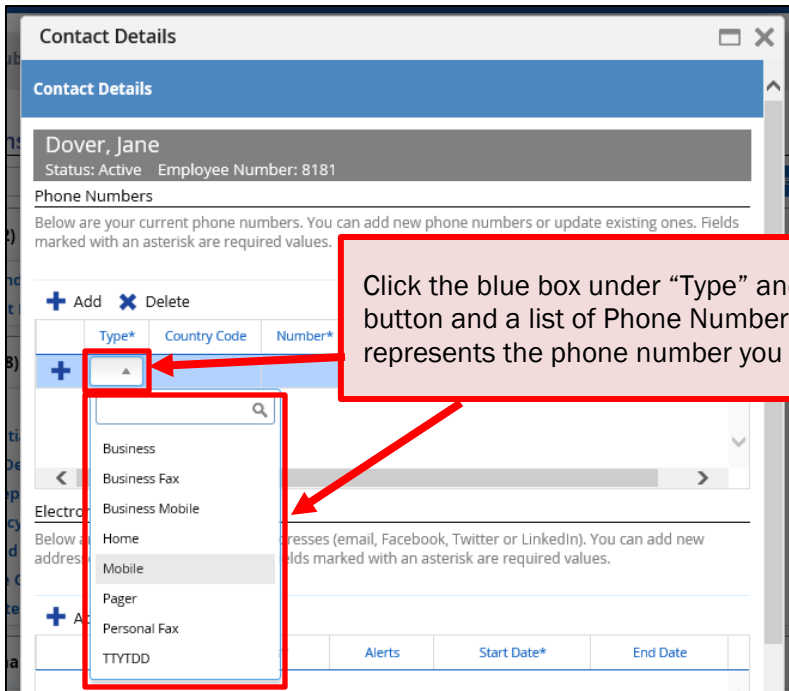 Contact Details
Contact Details
Dover, Jane
Status: Active Employee Number: 8181
Phone Numbers
Below are your current phone numbers. You can add new phone numbers or update existing ones. Fields
marked with an asterisk are required values.
Click the blue box under “Type” an
button and a list of Phone Number
represents the phone number you
Add Delete
Type* Country Code Number*
Business
Business Fax
Business Mobile
Home
Mobile
Pager
Personal Fax
TTYTDD
Electro
Below a resses (email, Facebook, Twitter or LinkedIn). You can add new
address lds marked with an asterisk are required values.
Alerts Start Date* End Date